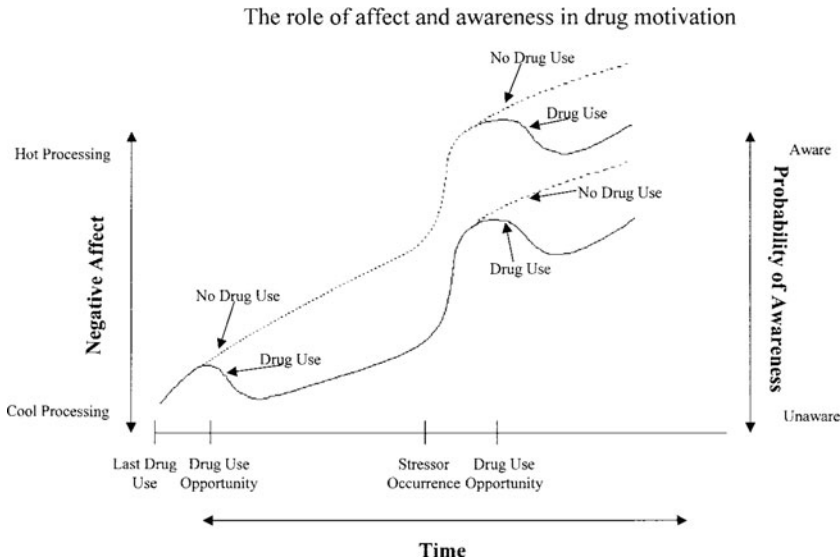 The role of affect and awareness in drug motivation
No Drug Use
Drug Use
Hot Processing
Aware
No Drug Use
Drug Use
Negative Affect
Probability of Awareness
No Drug Use
Drug Use
Cool Processing
Unaware
Last Drug
Use
Drug Use
Opportunity
Stressor
Occurrence
Drug Use
Opportunity
Time